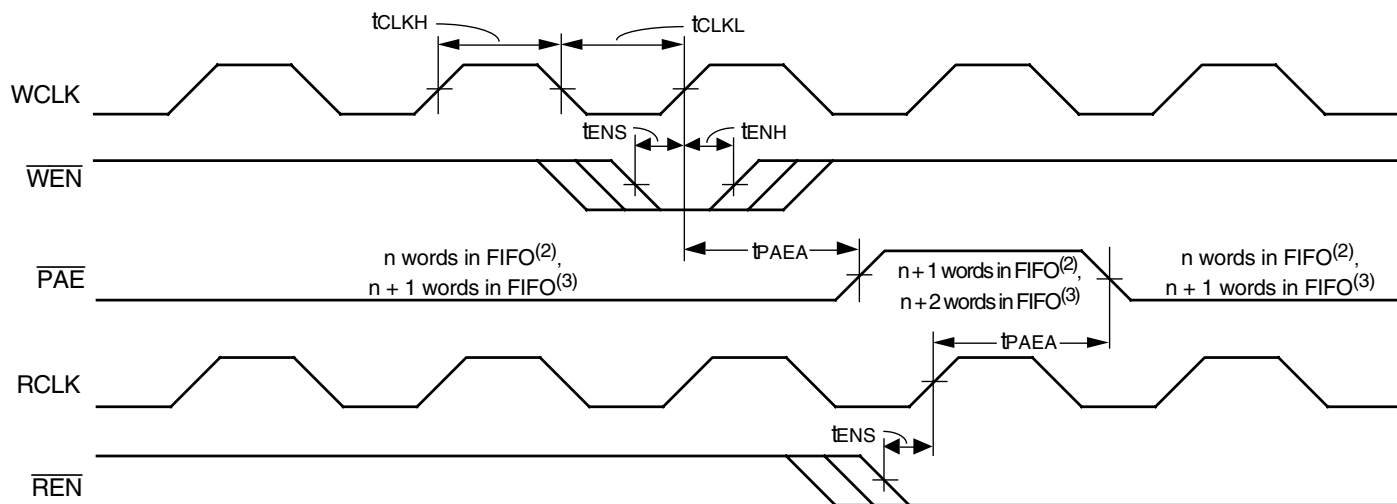 tCLKH
tCLKL
WCLK
tENS
tENH
WEN
tPAEA
PAE
n words in FIFO(2),
n + 1 words in FIFO(3)
n + 1 words in FIFO(2),
n + 2 words in FIFO(3)
n words in FIFO(2),
n + 1 words in FIFO(3)
tPAEA
RCLK
tENS
REN